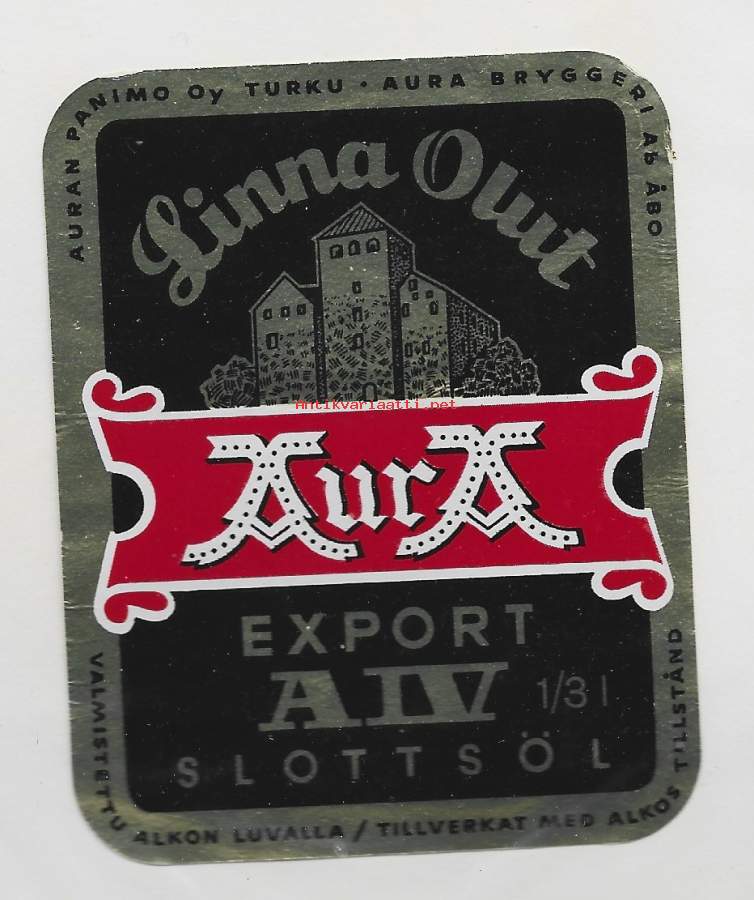 AURAN PANIMO Oy TURKU · AURA BRYGGERI Ab ÅBO
Linna Olut
Antikvariaatti.net
AurA
EXPORT
A IV 1/3 l
SLOTTSÖL
VALMISTETTU ALKON LUVALLA / TILLVERKAT MED ALKOS TILLSTÅND